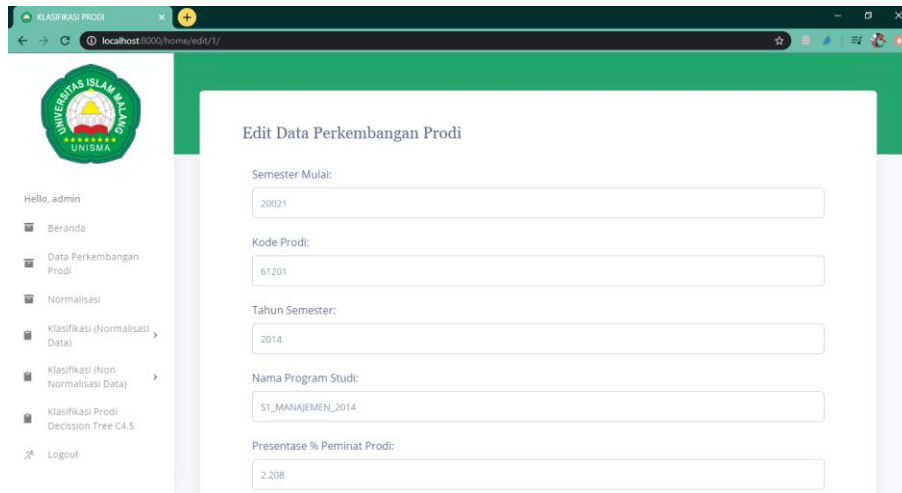 KLASIFIKASI PRODI
localhost:8000/home/edit/1/
UNIVERSITAS ISLAM MALANG
UNISMA
Hello, admin
Beranda
Data Perkembangan
Prodi
Normalisasi
Klasifikasi (Normalisasi
Data)
Klasifikasi (Non
Normalisasi Data)
Klasifikasi Prodi
Decission Tree C4.5
Logout
Edit Data Perkembangan Prodi
Semester Mulai:
20021
Kode Prodi:
61201
Tahun Semester:
2014
Nama Program Studi:
S1_MANAJEMEN_2014
Presentase % Peminat Prodi:
2.208